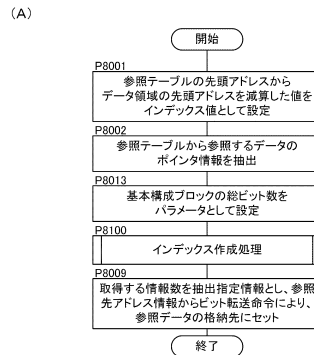 (A)
開始
P8001
参照テーブルの先頭アドレスから
データ領域の先頭アドレスを減算した値を
インデックス値として設定
P8002
参照テーブルから参照するデータの
ポインタ情報を抽出
P8013
基本構成ブロックの総ビット数を
パラメータとして設定
P8100
インデックス作成処理
P8009
取得する情報数を抽出指定情報とし、参照
先アドレス情報からビット転送命令により、
参照データの格納先にセット
終了